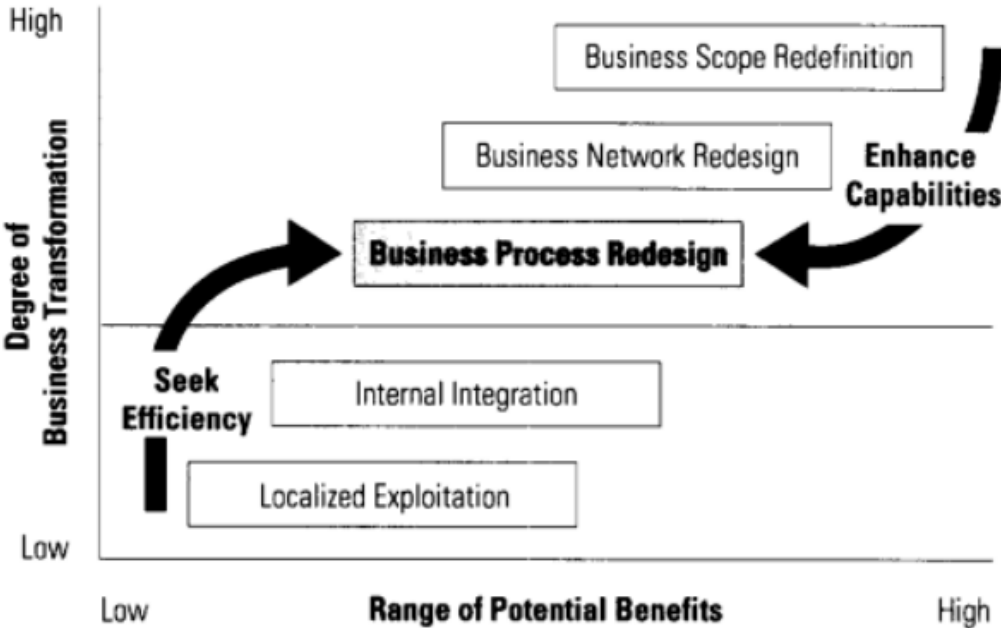 High
Business Scope Redefinition
Business Network Redesign
Enhance
Capabilities
Business Process Redesign
Degree of
Business Transformation
Internal Integration
Seek
Efficiency
Localized Exploitation
Low
Low
Range of Potential Benefits
High